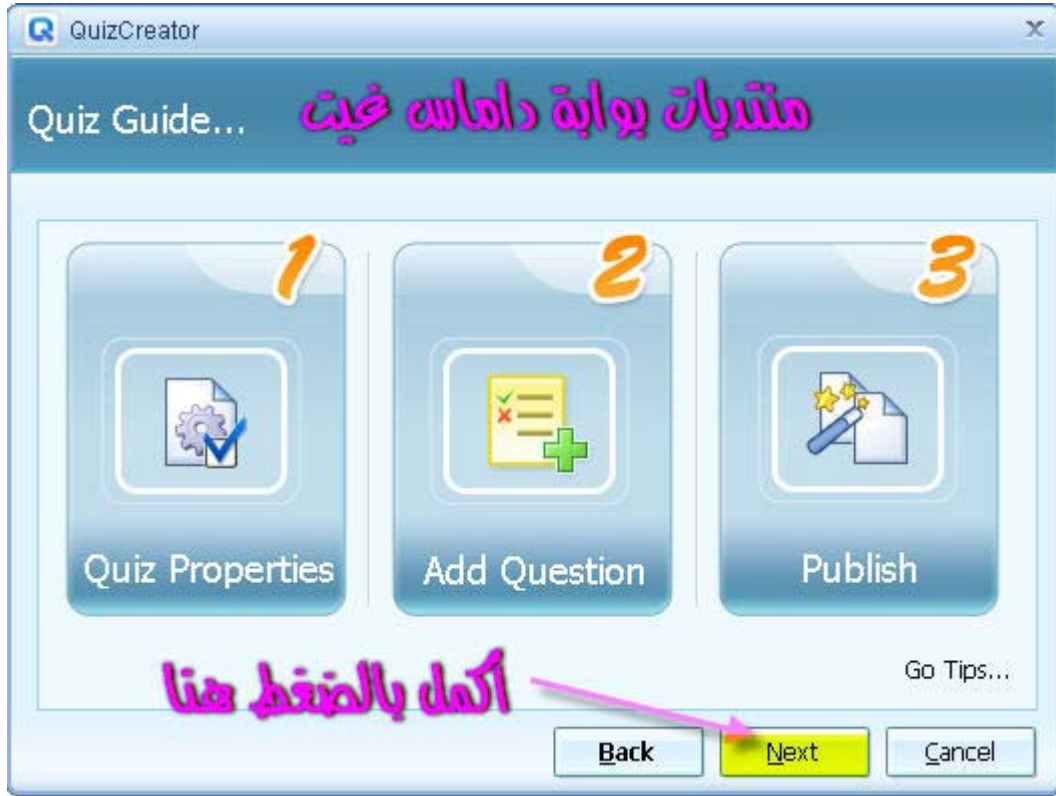 QuizCreator
Quiz Guide...
منتديات بوابة داماس غيت
1
2
3
Quiz Properties
Add Question
Publish
Go Tips...
أكمل بالضغط هنا
Back
Next
Cancel